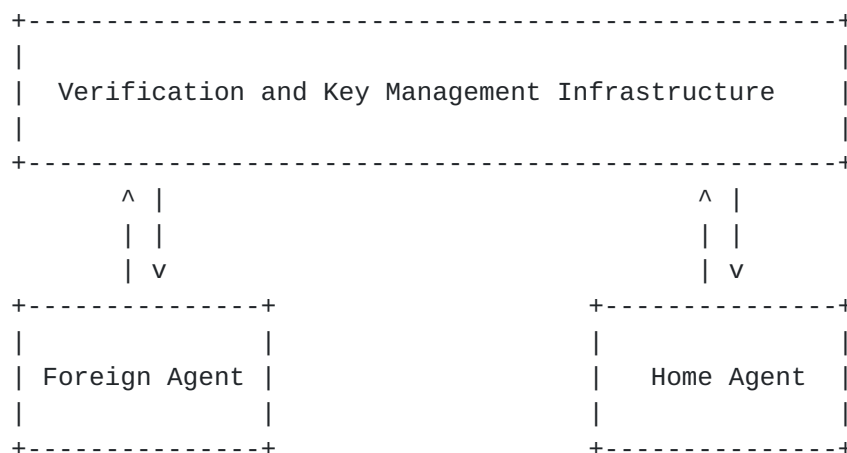 Verification and Key Management Infrastructure
Foreign Agent
Home Agent